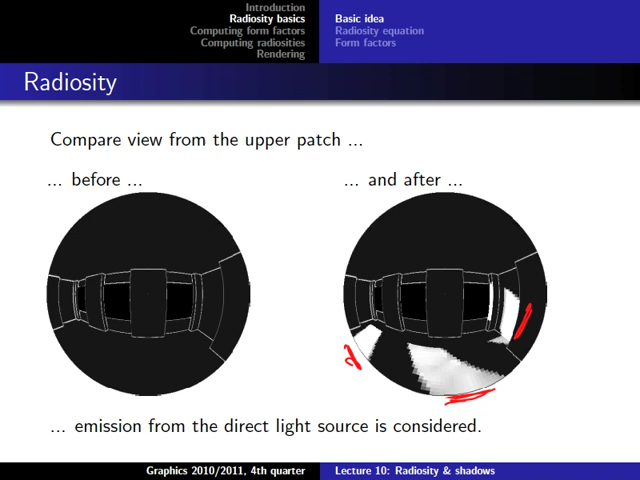 Introduction
Radiosity basics
Computing form factors
Computing radiosities
Rendering
Basic idea
Radiosity equation
Form factors
Radiosity
Compare view from the upper patch ...
... before ...
... and after ...
... emission from the direct light source is considered.
Graphics 2010/2011, 4th quarter
Lecture 10: Radiosity & shadows